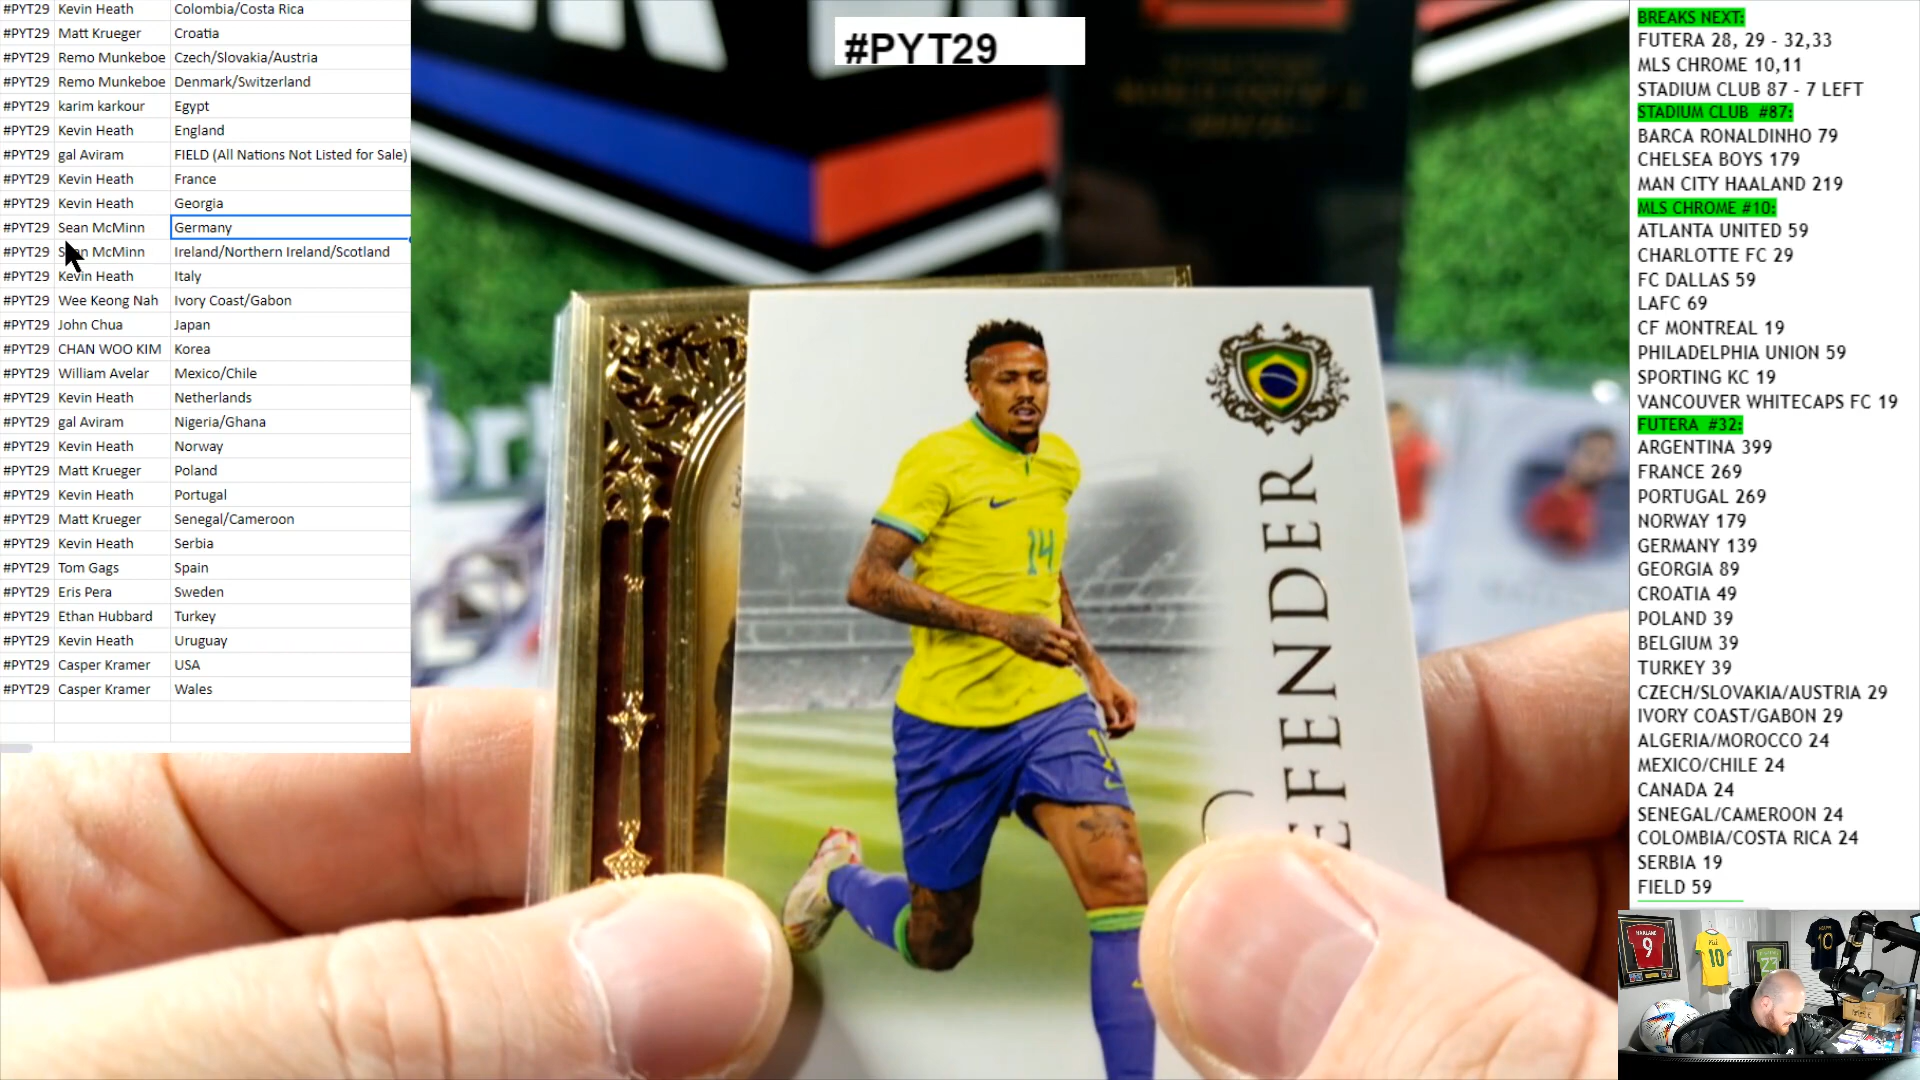 #PYT29 Kevin Heath Colombia/Costa Rica
#PYT29 Matt Krueger Croatia
#PYT29 Remo Munkeboe Czech/Slovakia/Austria
#PYT29 Remo Munkeboe Denmark/Switzerland
#PYT29 karim karkour Egypt
#PYT29 Kevin Heath England
#PYT29 gal Aviram FIELD (All Nations Not Listed for Sale)
#PYT29 Kevin Heath France
#PYT29 Kevin Heath Georgia
#PYT29 Sean McMinn Germany
#PYT29 Sean McMinn Ireland/Northern Ireland/Scotland
#PYT29 Kevin Heath Italy
#PYT29 Wee Keong Nah Ivory Coast/Gabon
#PYT29 John Chua Japan
#PYT29 CHAN WOO KIM Korea
#PYT29 William Avelar Mexico/Chile
#PYT29 Kevin Heath Netherlands
#PYT29 gal Aviram Nigeria/Ghana
#PYT29 Kevin Heath Norway
#PYT29 Matt Krueger Poland
#PYT29 Kevin Heath Portugal
#PYT29 Matt Krueger Senegal/Cameroon
#PYT29 Kevin Heath Serbia
#PYT29 Tom Gags Spain
#PYT29 Eris Pera Sweden
#PYT29 Ethan Hubbard Turkey
#PYT29 Kevin Heath Uruguay
#PYT29 Casper Kramer USA
#PYT29 Casper Kramer Wales
#PYT29
14
EFENDER
BREAKS NEXT:
FUTERA 28, 29 - 32,33
MLS CHROME 10,11
STADIUM CLUB 87 - 7 LEFT
STADIUM CLUB #87:
BARCA RONALDINHO 79
CHELSEA BOYS 179
MAN CITY HAALAND 219
MLS CHROME #10:
ATLANTA UNITED 59
CHARLOTTE FC 29
FC DALLAS 59
LAFC 69
CF MONTREAL 19
PHILADELPHIA UNION 59
SPORTING KC 19
VANCOUVER WHITECAPS FC 19
FUTERA #32:
ARGENTINA 399
FRANCE 269
PORTUGAL 269
NORWAY 179
GERMANY 139
GEORGIA 89
CROATIA 49
POLAND 39
BELGIUM 39
TURKEY 39
CZECH/SLOVAKIA/AUSTRIA 29
IVORY COAST/GABON 29
ALGERIA/MOROCCO 24
MEXICO/CHILE 24
CANADA 24
SENEGAL/CAMEROON 24
COLOMBIA/COSTA RICA 24
SERBIA 19
FIELD 59
HAALAND
9
10
23
10